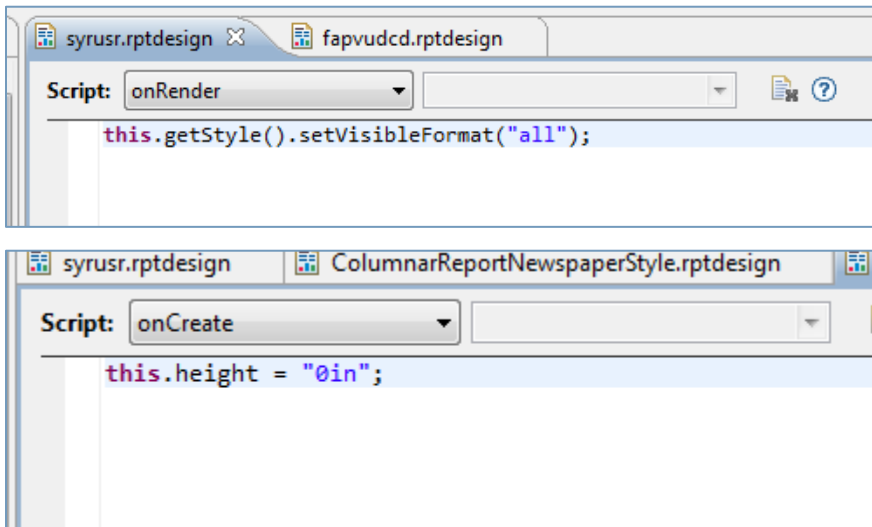 syrusr.rptdesign fapvudcd.rptdesign
Script: onRender
this.getStyle().setVisibleFormat("all");
syrusr.rptdesign ColumnarReportNewspaperStyle.rptdesign
Script: onCreate
this.height = "0in";